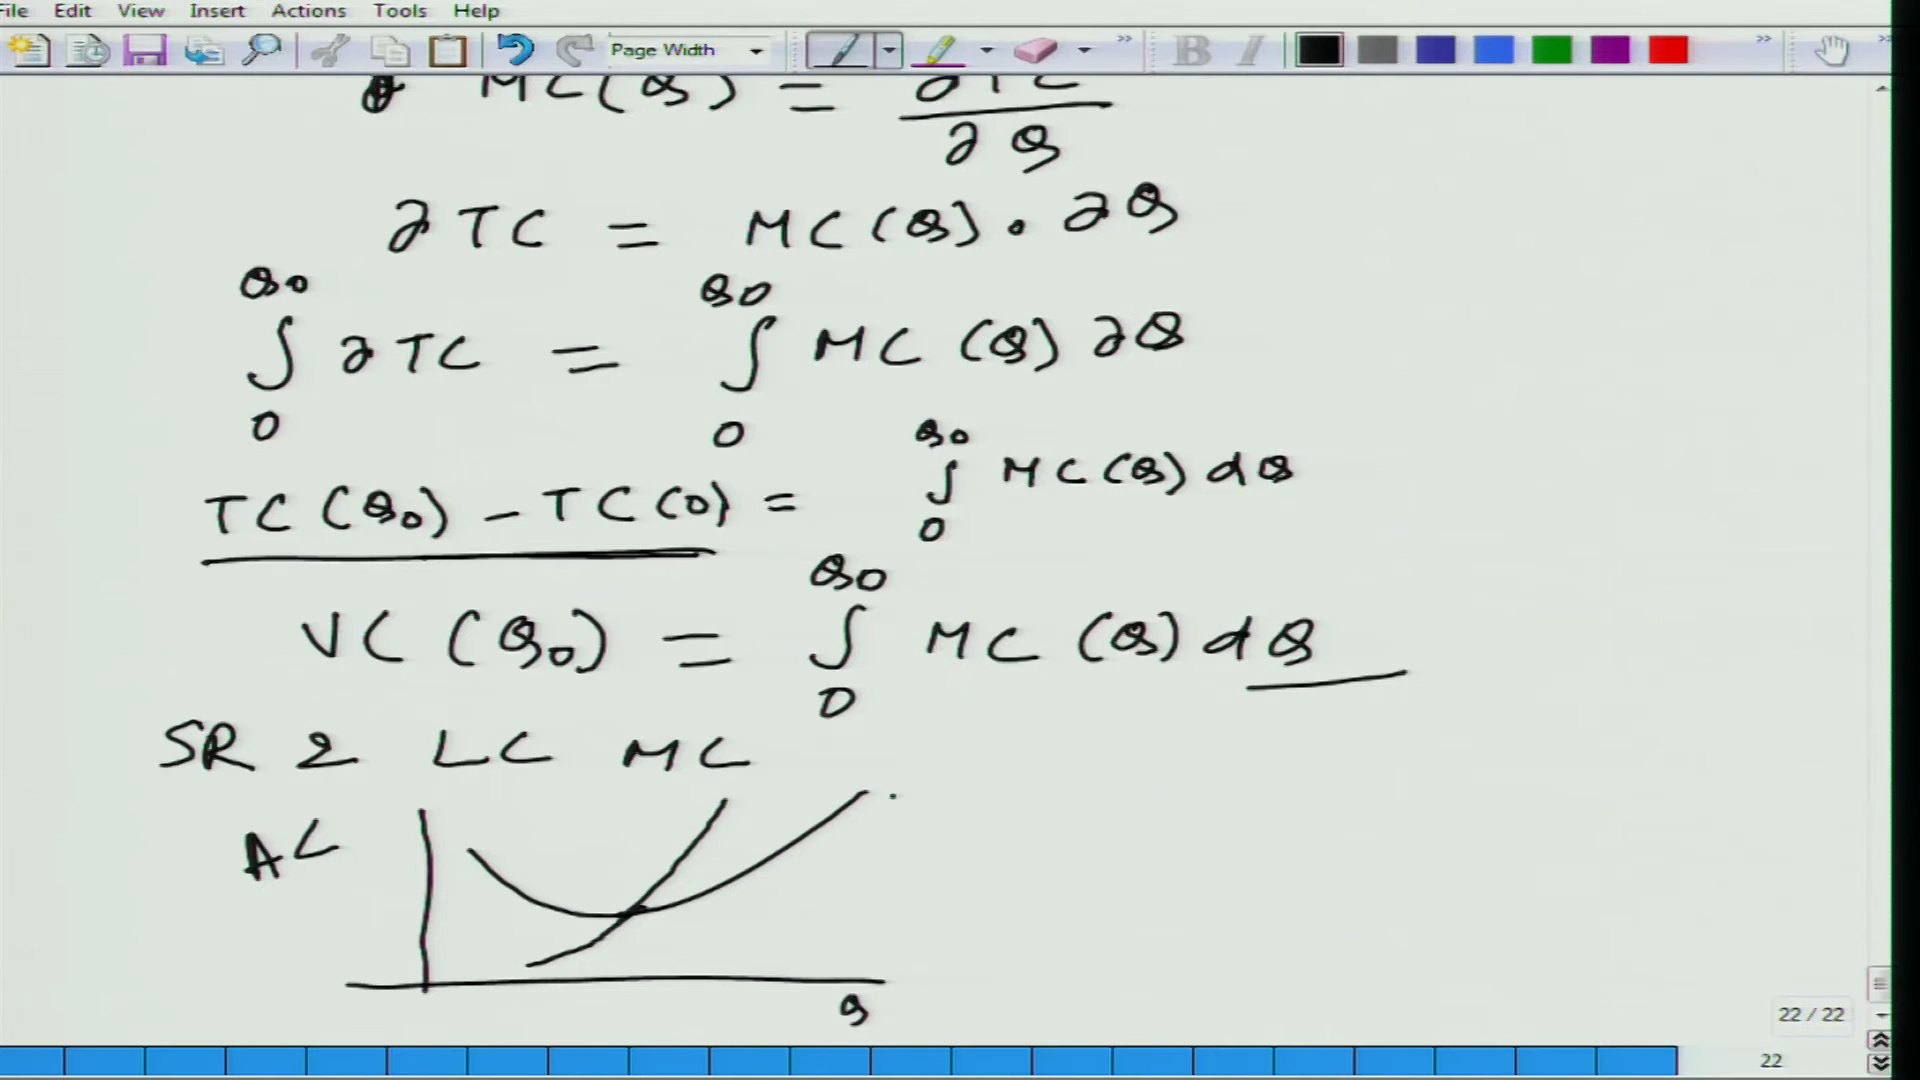 File Edit View Insert Actions Tools Help
Page Width
B I
MC(Q) = ∂TC / ∂Q
∂TC = MC(Q) · ∂Q
∫₀^Q₀ ∂TC = ∫₀^Q₀ MC(Q) ∂Q
TC(Q₀) - TC(0) = ∫₀^Q₀ MC(Q) dQ
VC(Q₀) = ∫₀^Q₀ MC(Q) dQ
SR & LC MC
AC
Q
22 / 22
22